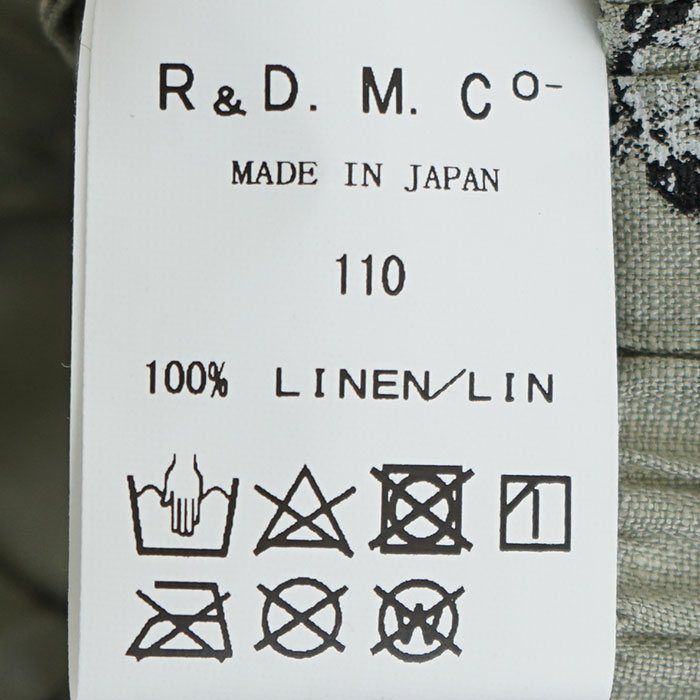 R & D. M. Co-
MADE IN JAPAN
110
100% LINEN/LIN
W